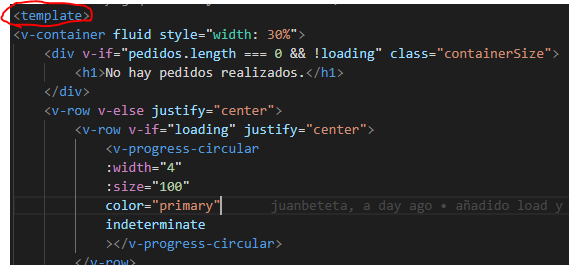 <template>
<v-container fluid style="width: 30%">
<div v-if="pedidos.length === 0 && !loading" class="containerSize">
<h1>No hay pedidos realizados.</h1>
</div>
<v-row v-else justify="center">
<v-row v-if="loading" justify="center">
<v-progress-circular
:width="4"
:size="100"
color="primary" juanbeteta, a day ago • añadido load y
indeterminate
></v-progress-circular>
</v-row>